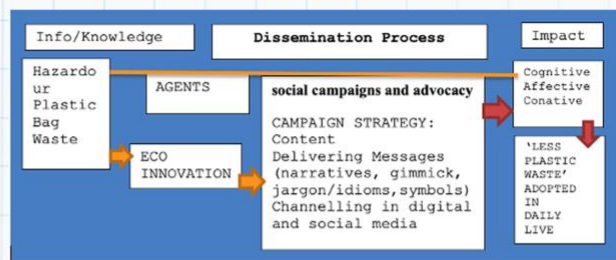 Info/Knowledge
Dissemination Process
Impact
Hazardo
ur
Plastic
Bag
Waste
AGENTS
ECO
INNOVATION
social campaigns and advocacy
CAMPAIGN STRATEGY:
Content
Delivering Messages
(narratives, gimmick,
jargon/idioms,symbols)
Channelling in digital
and social media
Cognitive
Affective
Conative
‘LESS
PLASTIC
WASTE’
ADOPTED
IN
DAILY
LIVE